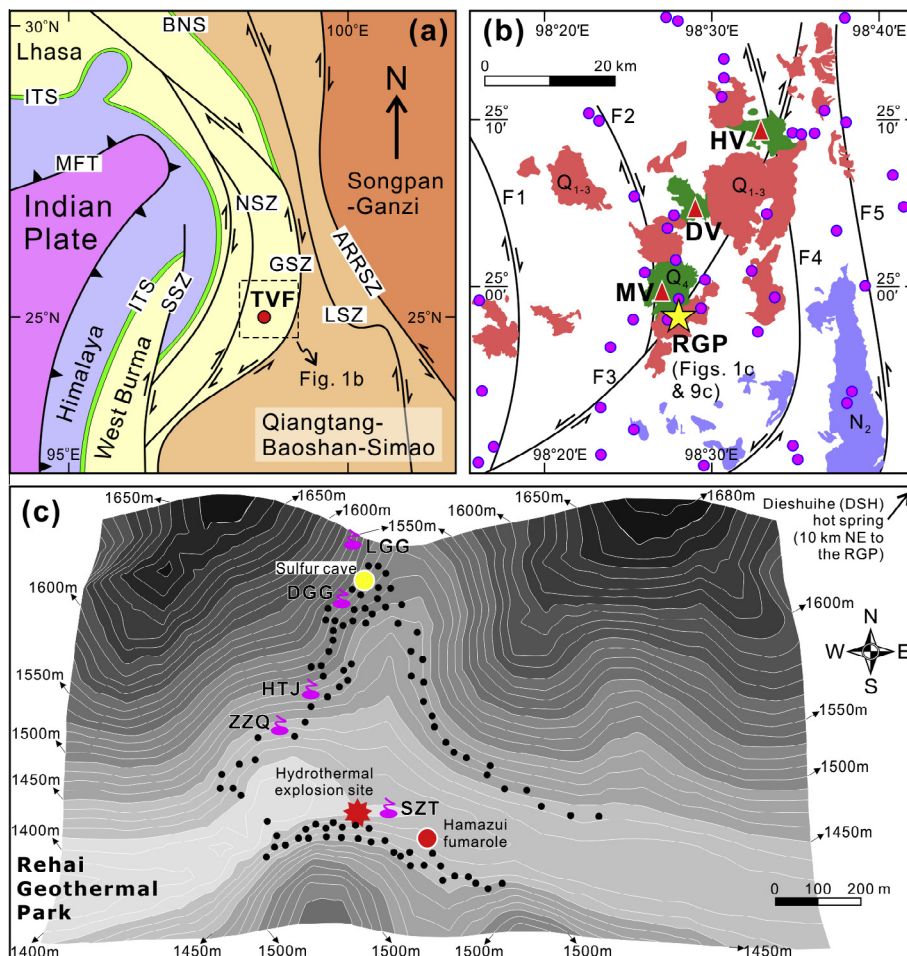 (a)
30°N
BNS
100°E
Lhasa
ITS
N
MFT
Songpan
-Ganzi
Indian
Plate
NSZ
GSZ
ARRSZ
ITS
SSZ
TVF
LSZ
25°N
25°N
Himalaya
West Burma
Fig. 1b
Qiangtang-
Baoshan-Simao
95°E
(b)
98°20′E
98°30′E
98°40′E
0
20 km
25°
10′
25°
10′
F2
HV
Q1-3
Q1-3
F1
F5
DV
F4
25°
00′
Q4
25°
00′
MV
RGP
(Figs. 1c
& 9c)
F3
N2
98°20′E
98°30′E
(c)
1650m
1650m
1600m
1550m
1600m
1550m
1680m
Dieshuihe (DSH)
hot spring
(10 km NE to
the RGP)
LGG
Sulfur cave
DGG
1600m
1600m
N
W
E
S
1550m
HTJ
1550m
ZZQ
1500m
1500m
1450m
Hydrothermal
explosion site
SZT
1450m
Hamazui
fumarole
1400m
Rehai
Geothermal
Park
0
100
200 m
1400m
1450m
1500m
1500m
1500m
1450m